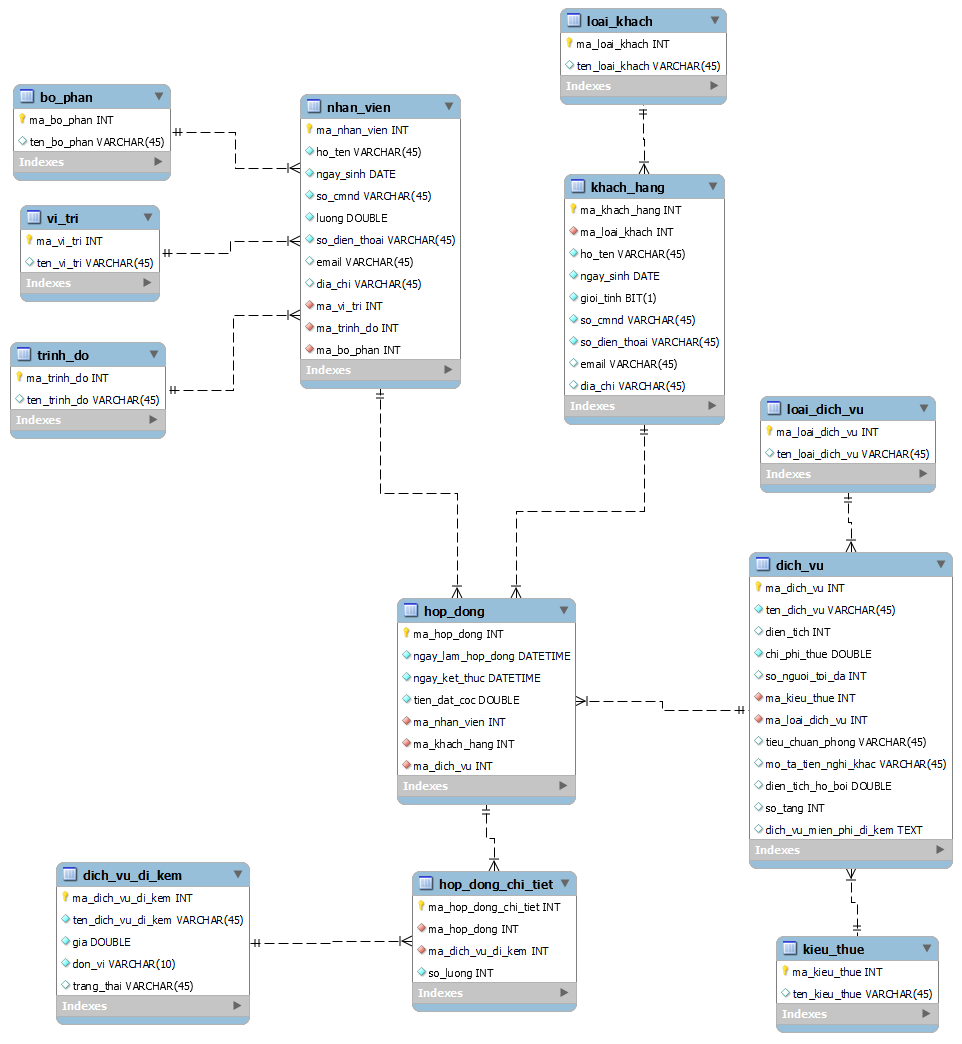 loai_khach
ma_loai_khach INT
ten_loai_khach VARCHAR(45)
Indexes
bo_phan
ma_bo_phan INT
ten_bo_phan VARCHAR(45)
Indexes
nhan_vien
ma_nhan_vien INT
ho_ten VARCHAR(45)
ngay_sinh DATE
so_cmnd VARCHAR(45)
luong DOUBLE
so_dien_thoai VARCHAR(45)
email VARCHAR(45)
dia_chi VARCHAR(45)
ma_vi_tri INT
ma_trinh_do INT
ma_bo_phan INT
Indexes
khach_hang
ma_khach_hang INT
ma_loai_khach INT
ho_ten VARCHAR(45)
ngay_sinh DATE
gioi_tinh BIT(1)
so_cmnd VARCHAR(45)
so_dien_thoai VARCHAR(45)
email VARCHAR(45)
dia_chi VARCHAR(45)
Indexes
vi_tri
ma_vi_tri INT
ten_vi_tri VARCHAR(45)
Indexes
trinh_do
ma_trinh_do INT
ten_trinh_do VARCHAR(45)
Indexes
loai_dich_vu
ma_loai_dich_vu INT
ten_loai_dich_vu VARCHAR(45)
Indexes
dich_vu
ma_dich_vu INT
ten_dich_vu VARCHAR(45)
dien_tich INT
chi_phi_thue DOUBLE
so_nguoi_toi_da INT
ma_kieu_thue INT
ma_loai_dich_vu INT
tieu_chuan_phong VARCHAR(45)
mo_ta_tien_nghi_khac VARCHAR(45)
dien_tich_ho_boi DOUBLE
so_tang INT
dich_vu_mien_phi_di_kem TEXT
Indexes
hop_dong
ma_hop_dong INT
ngay_lam_hop_dong DATETIME
ngay_ket_thuc DATETIME
tien_dat_coc DOUBLE
ma_nhan_vien INT
ma_khach_hang INT
ma_dich_vu INT
Indexes
dich_vu_di_kem
ma_dich_vu_di_kem INT
ten_dich_vu_di_kem VARCHAR(45)
gia DOUBLE
don_vi VARCHAR(10)
trang_thai VARCHAR(45)
Indexes
hop_dong_chi_tiet
ma_hop_dong_chi_tiet INT
ma_hop_dong INT
ma_dich_vu_di_kem INT
so_luong INT
Indexes
kieu_thue
ma_kieu_thue INT
ten_kieu_thue VARCHAR(45)
Indexes